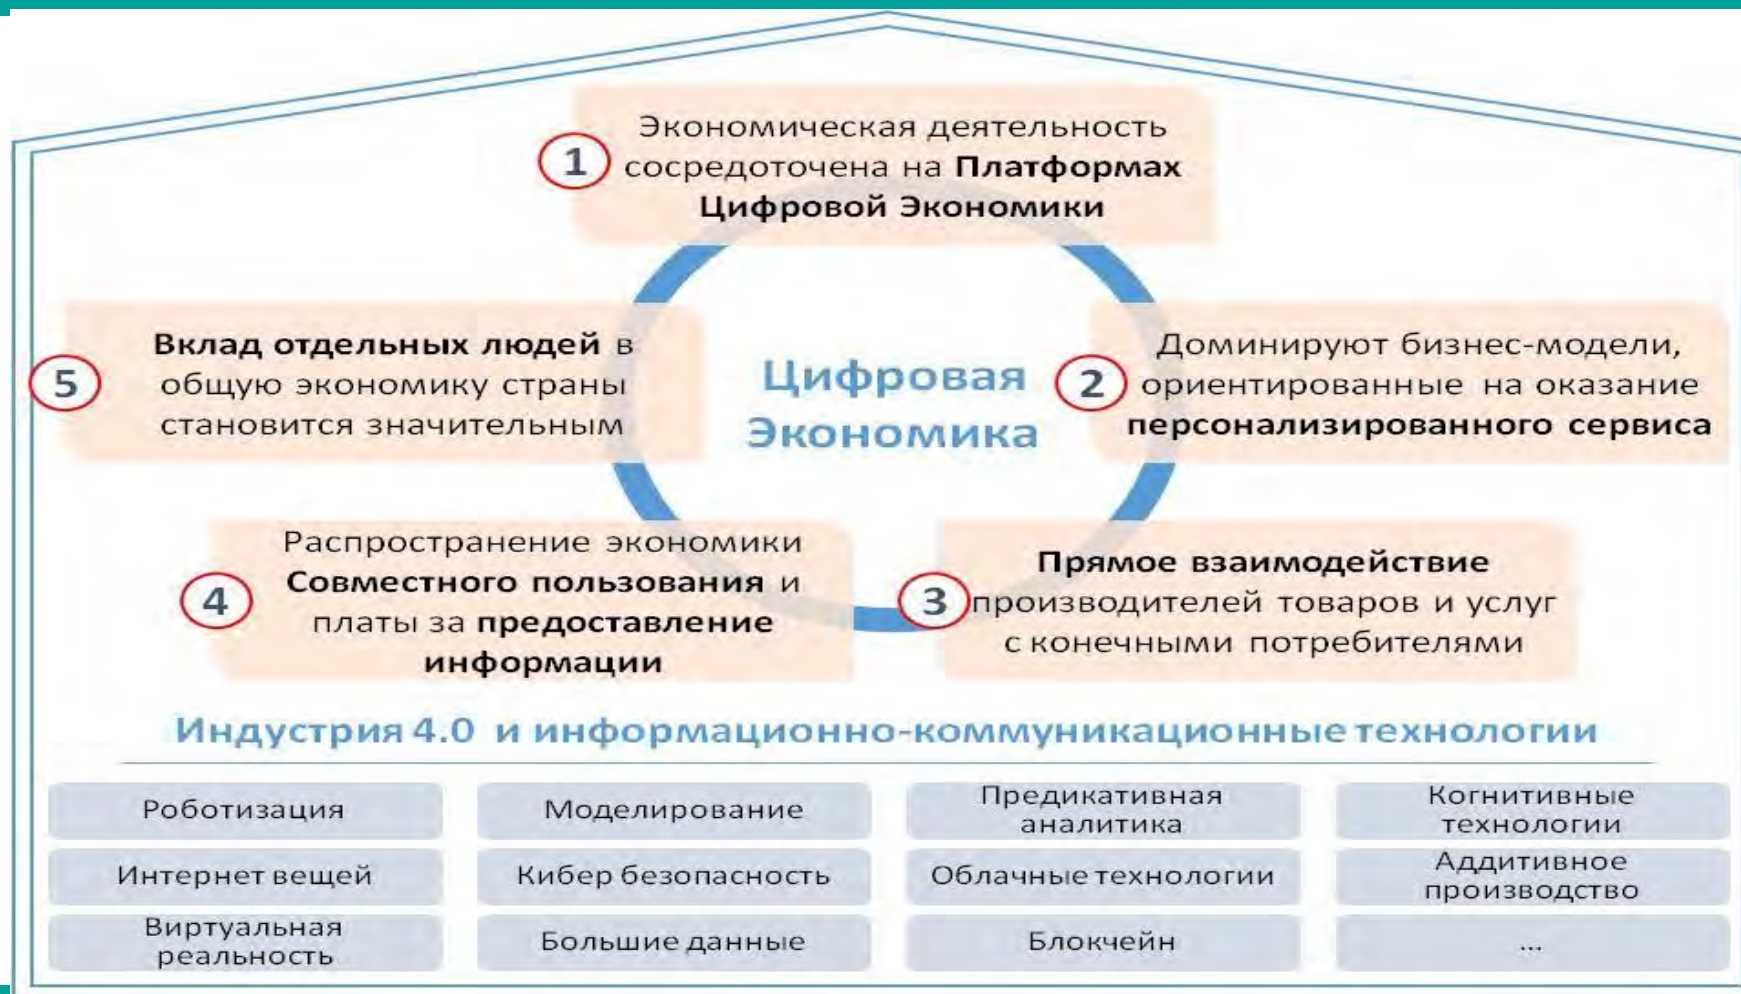 1
Экономическая деятельность
сосредоточена на Платформах
Цифровой Экономики
5
Вклад отдельных людей в
общую экономику страны
становится значительным
Цифровая
Экономика
2
Доминируют бизнес-модели,
ориентированные на оказание
персонализированного сервиса
4
Распространение экономики
Совместного пользования и
платы за предоставление
информации
3
Прямое взаимодействие
производителей товаров и услуг
с конечными потребителями
Индустрия 4.0 и информационно-коммуникационные технологии
Роботизация
Моделирование
Предикативная
аналитика
Когнитивные
технологии
Интернет вещей
Кибер безопасность
Облачные технологии
Аддитивное
производство
Виртуальная
реальность
Большие данные
Блокчейн
...